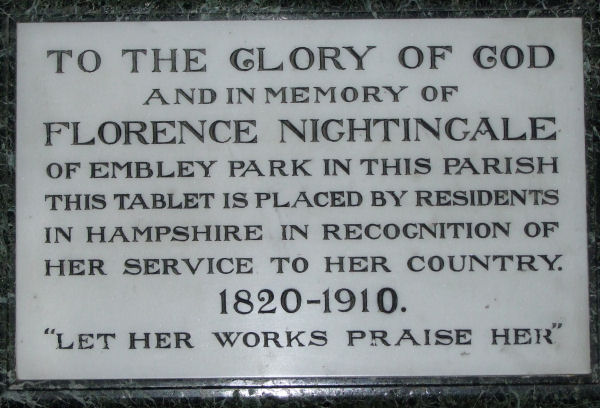 TO THE GLORY OF GOD
AND IN MEMORY OF
FLORENCE NIGHTINGALE
OF EMBLEY PARK IN THIS PARISH
THIS TABLET IS PLACED BY RESIDENTS
IN HAMPSHIRE IN RECOGNITION OF
HER SERVICE TO HER COUNTRY.
1820-1910.
"LET HER WORKS PRAISE HER"